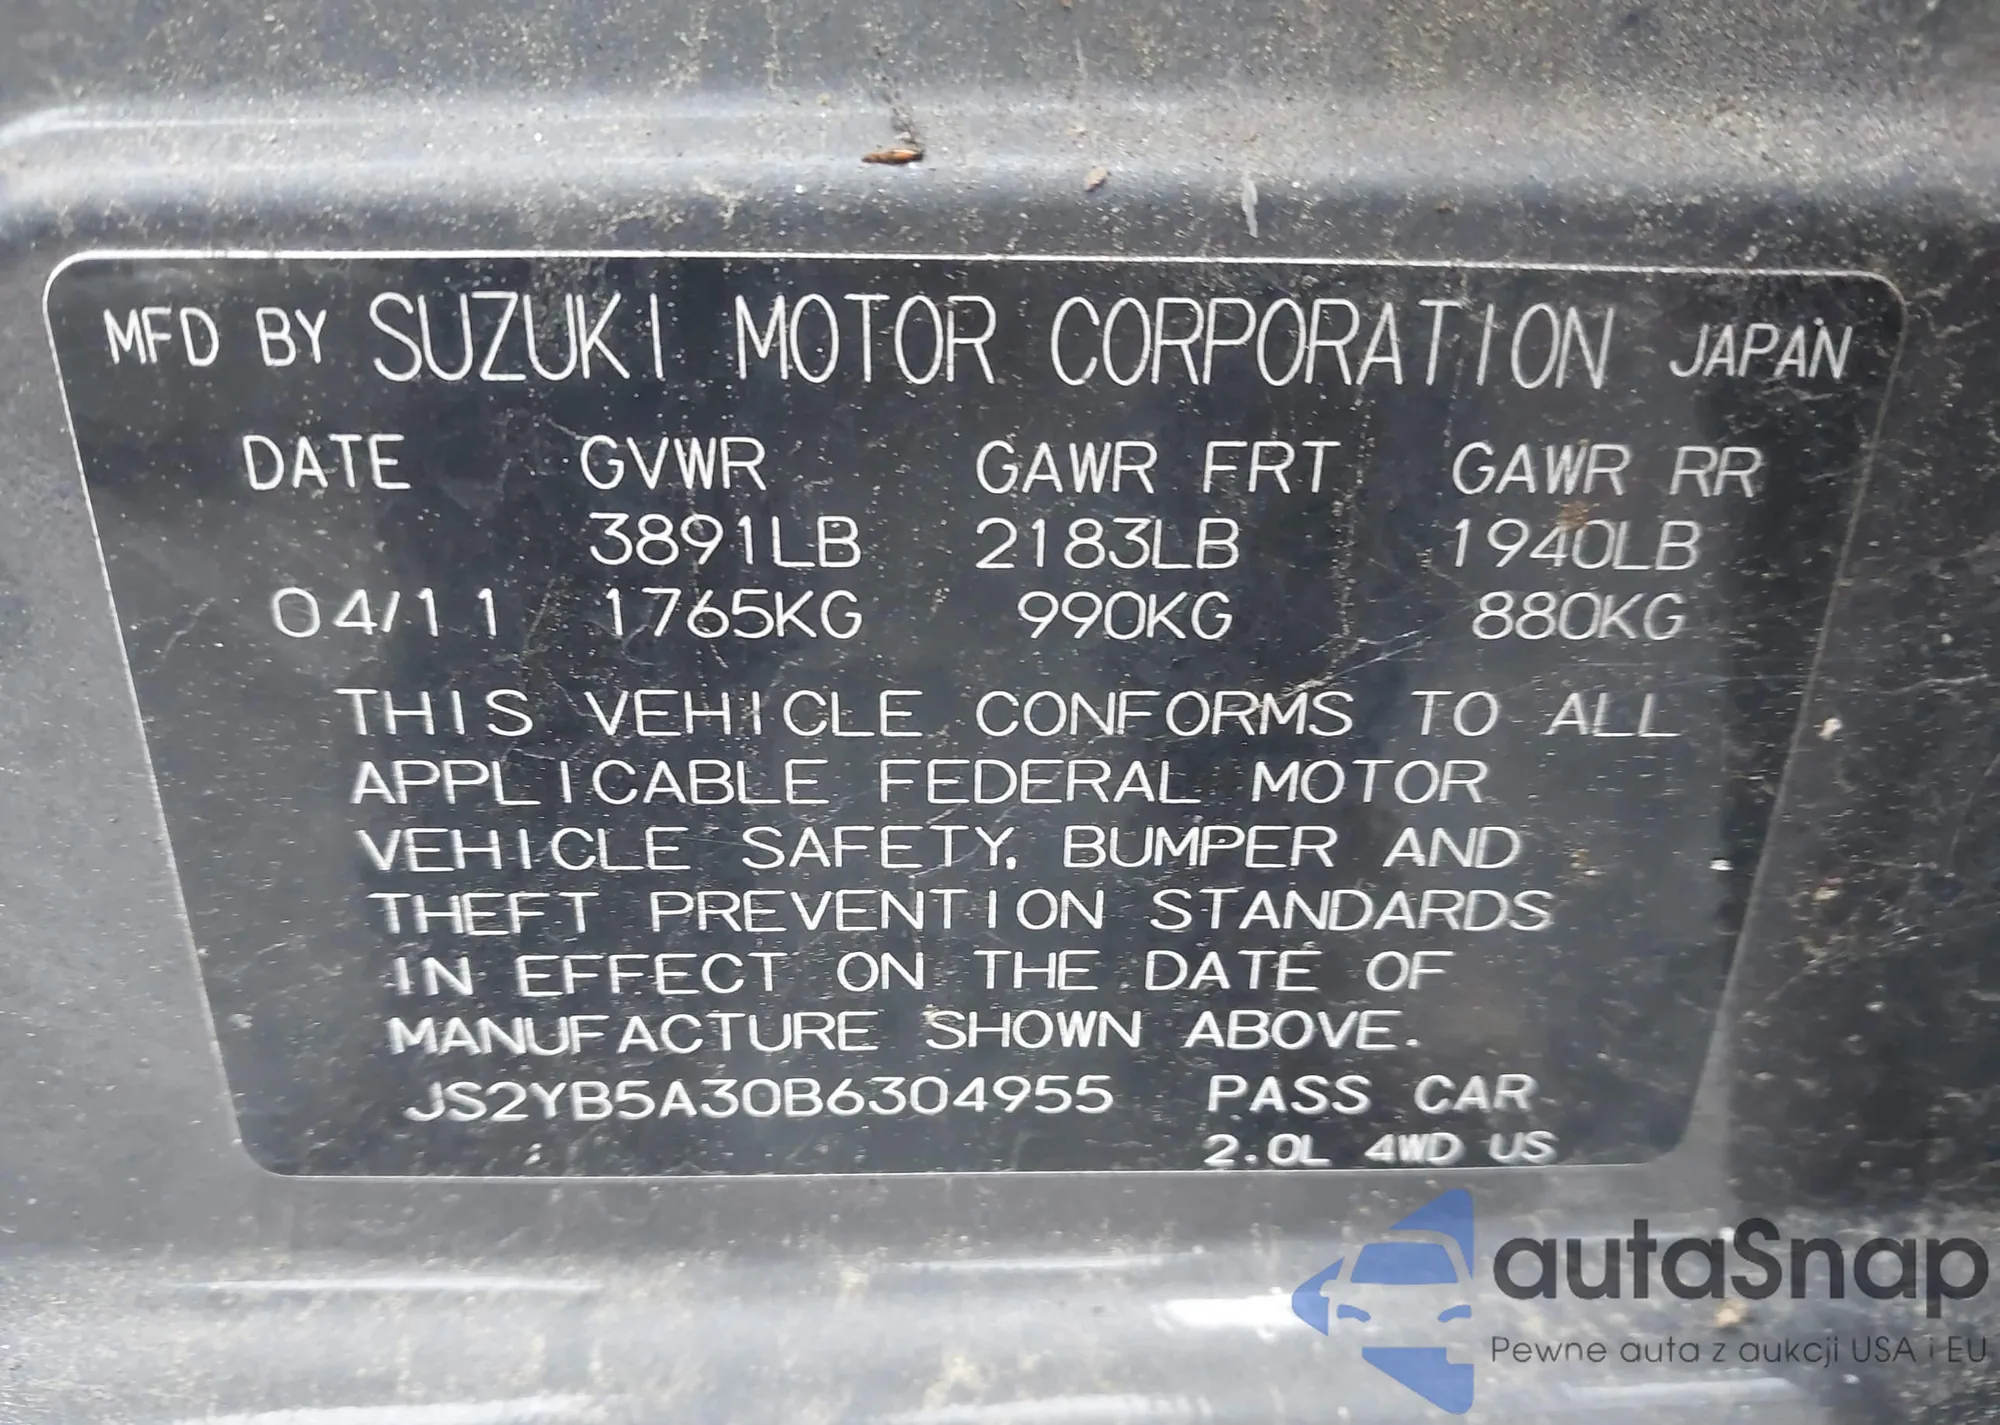 MFD BY SUZUKI MOTOR CORPORATION JAPAN
DATE GVWR GAWR FRT GAWR RR
3891LB 2183LB 1940LB
04/11 1765KG 990KG 880KG
THIS VEHICLE CONFORMS TO ALL
APPLICABLE FEDERAL MOTOR
VEHICLE SAFETY, BUMPER AND
THEFT PREVENTION STANDARDS
IN EFFECT ON THE DATE OF
MANUFACTURE SHOWN ABOVE.
JS2YB5A30B6304955 PASS CAR
2.0L 4WD US
autaSnap
Pewne auta z aukcji USA i EU